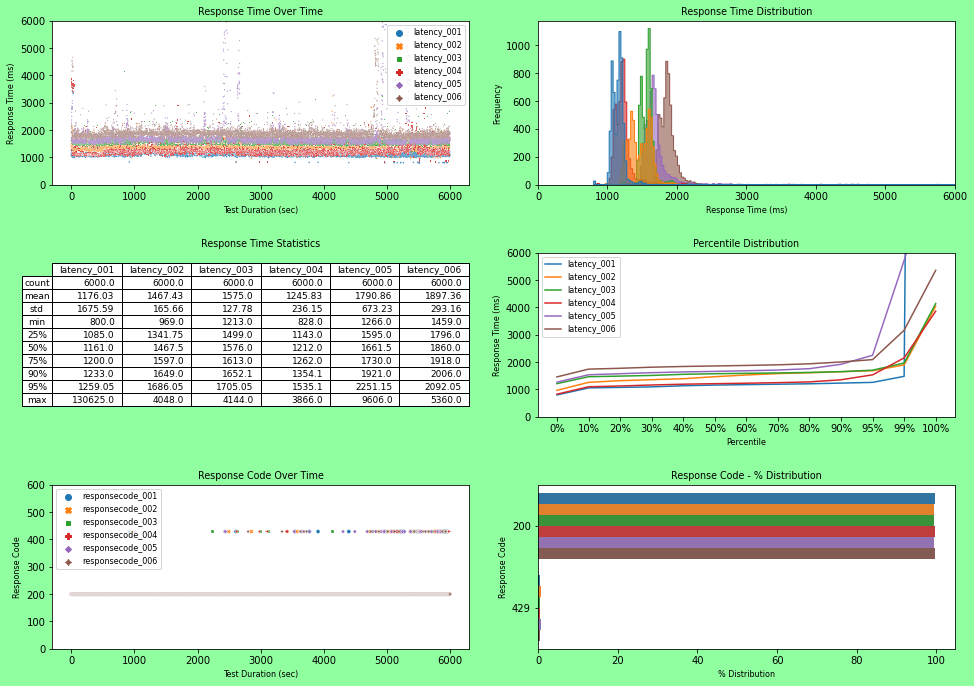 Response Time Over Time
Response Time (ms)
6000
5000
4000
3000
2000
1000
0
latency_001
latency_002
latency_003
latency_004
latency_005
latency_006
0 1000 2000 3000 4000 5000 6000
Test Duration (sec)
Response Time Distribution
Frequency
1000
800
600
400
200
0
0 1000 2000 3000 4000 5000 6000
Response Time (ms)
Response Time Statistics
latency_001 latency_002 latency_003 latency_004 latency_005 latency_006
count 6000.0 6000.0 6000.0 6000.0 6000.0 6000.0
mean 1176.03 1467.43 1575.0 1245.83 1790.86 1897.36
std 1675.59 165.66 127.78 236.15 673.23 293.16
min 800.0 969.0 1213.0 828.0 1266.0 1459.0
25% 1085.0 1341.75 1499.0 1143.0 1595.0 1796.0
50% 1161.0 1467.5 1576.0 1212.0 1661.5 1860.0
75% 1200.0 1597.0 1613.0 1262.0 1730.0 1918.0
90% 1233.0 1649.0 1652.1 1354.1 1921.0 2006.0
95% 1259.05 1686.05 1705.05 1535.1 2251.15 2092.05
max 130625.0 4048.0 4144.0 3866.0 9606.0 5360.0
Percentile Distribution
Response Time (ms)
6000
5000
4000
3000
2000
1000
0
latency_001
latency_002
latency_003
latency_004
latency_005
latency_006
0% 10% 20% 30% 40% 50% 60% 70% 80% 90% 95% 99% 100%
Percentile
Response Code Over Time
Response Code
600
500
400
300
200
100
0
responsecode_001
responsecode_002
responsecode_003
responsecode_004
responsecode_005
responsecode_006
0 1000 2000 3000 4000 5000 6000
Test Duration (sec)
Response Code - % Distribution
Response Code
200
429
0 20 40 60 80 100
% Distribution